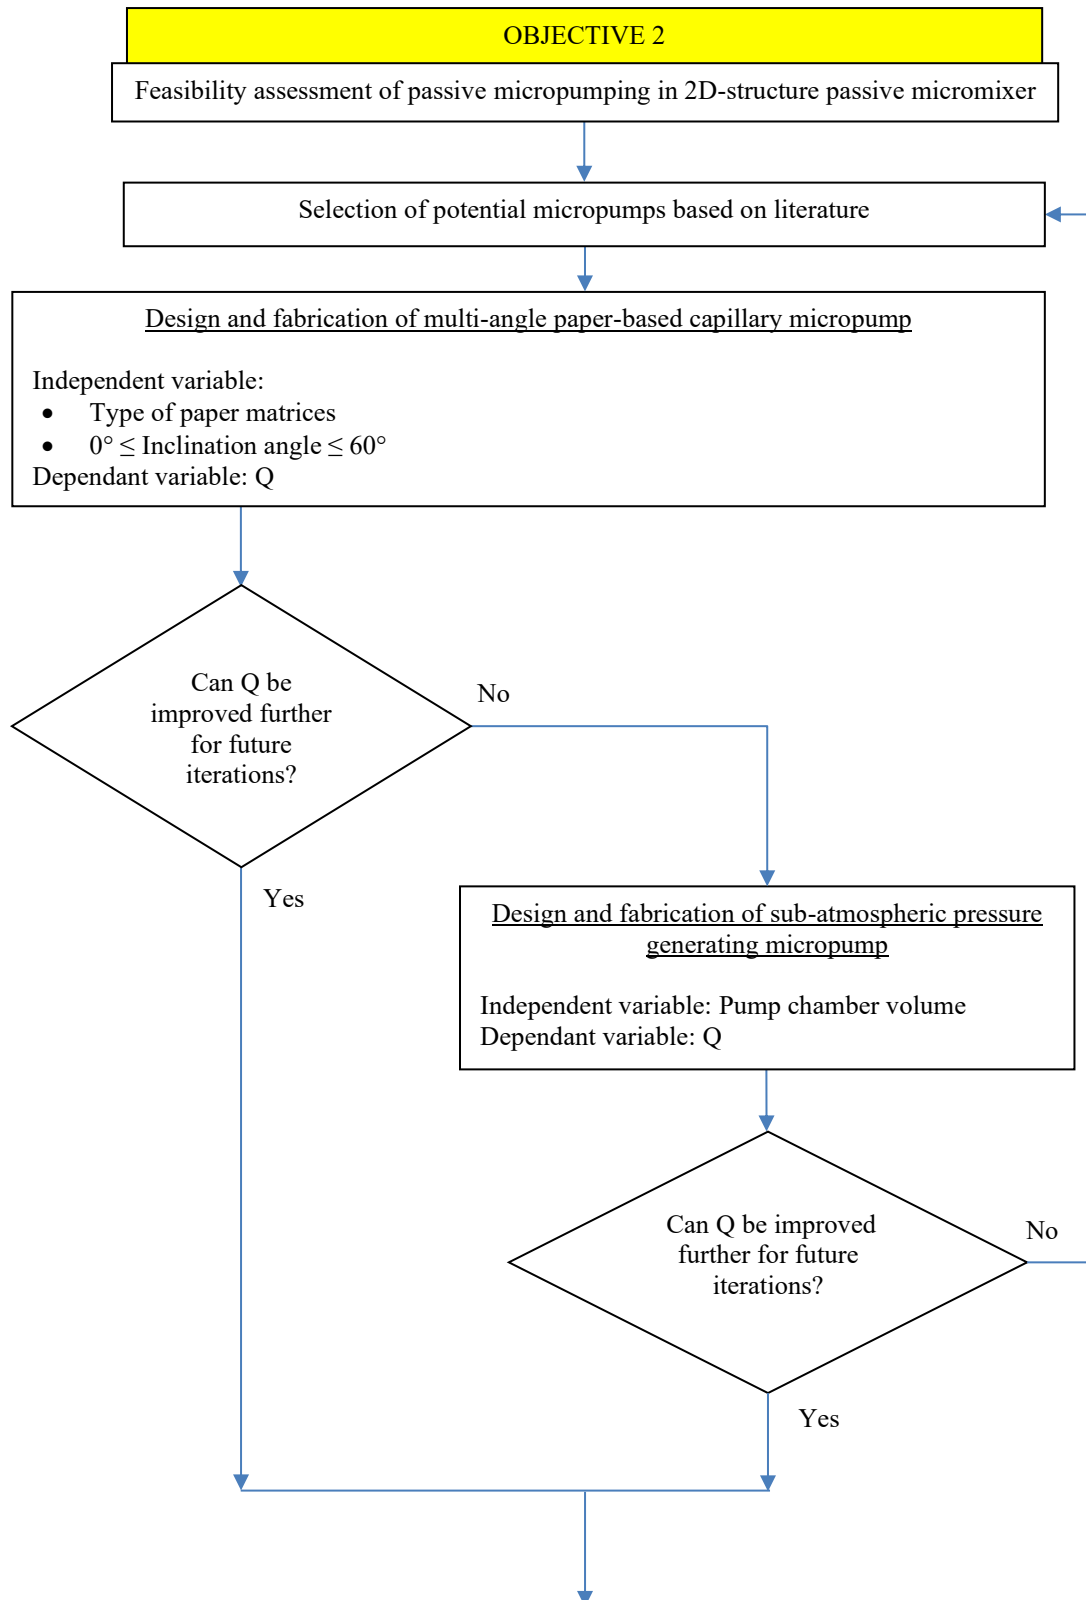 OBJECTIVE 2
Feasibility assessment of passive micropumping in 2D-structure passive micromixer
Selection of potential micropumps based on literature
Design and fabrication of multi-angle paper-based capillary micropump
Independent variable:
• Type of paper matrices
• 0° ≤ Inclination angle ≤ 60°
Dependant variable: Q
Can Q be
improved further
for future
iterations?
No
Yes
Design and fabrication of sub-atmospheric pressure
generating micropump
Independent variable: Pump chamber volume
Dependant variable: Q
Can Q be improved
further for future
iterations?
No
Yes